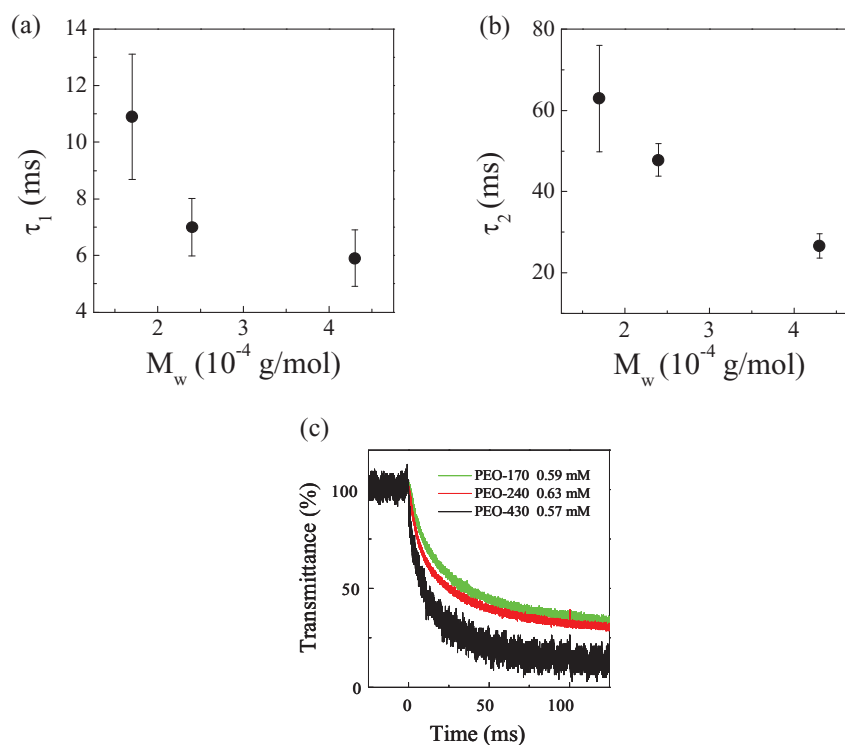 (a)
14
12
10
8
6
4
τ1 (ms)
2 3 4
Mw (10-4 g/mol)
(b)
80
60
40
20
τ2 (ms)
2 3 4
Mw (10-4 g/mol)
(c)
PEO-170 0.59 mM
PEO-240 0.63 mM
PEO-430 0.57 mM
100
50
0
Transmittance (%)
0 50 100
Time (ms)